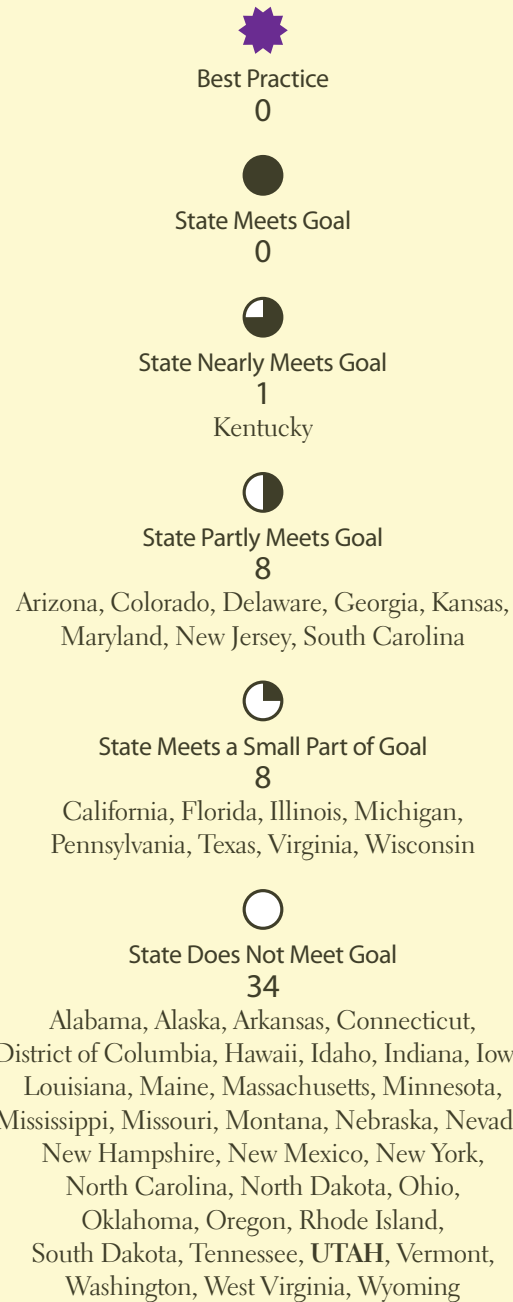 Best Practice
0
State Meets Goal
0
State Nearly Meets Goal
1
Kentucky
State Partly Meets Goal
8
Arizona, Colorado, Delaware, Georgia, Kansas,
Maryland, New Jersey, South Carolina
State Meets a Small Part of Goal
8
California, Florida, Illinois, Michigan,
Pennsylvania, Texas, Virginia, Wisconsin
State Does Not Meet Goal
34
Alabama, Alaska, Arkansas, Connecticut,
District of Columbia, Hawaii, Idaho, Indiana, Iow
Louisiana, Maine, Massachusetts, Minnesota,
Mississippi, Missouri, Montana, Nebraska, Nevad
New Hampshire, New Mexico, New York,
North Carolina, North Dakota, Ohio,
Oklahoma, Oregon, Rhode Island,
South Dakota, Tennessee, UTAH, Vermont,
Washington, West Virginia, Wyoming